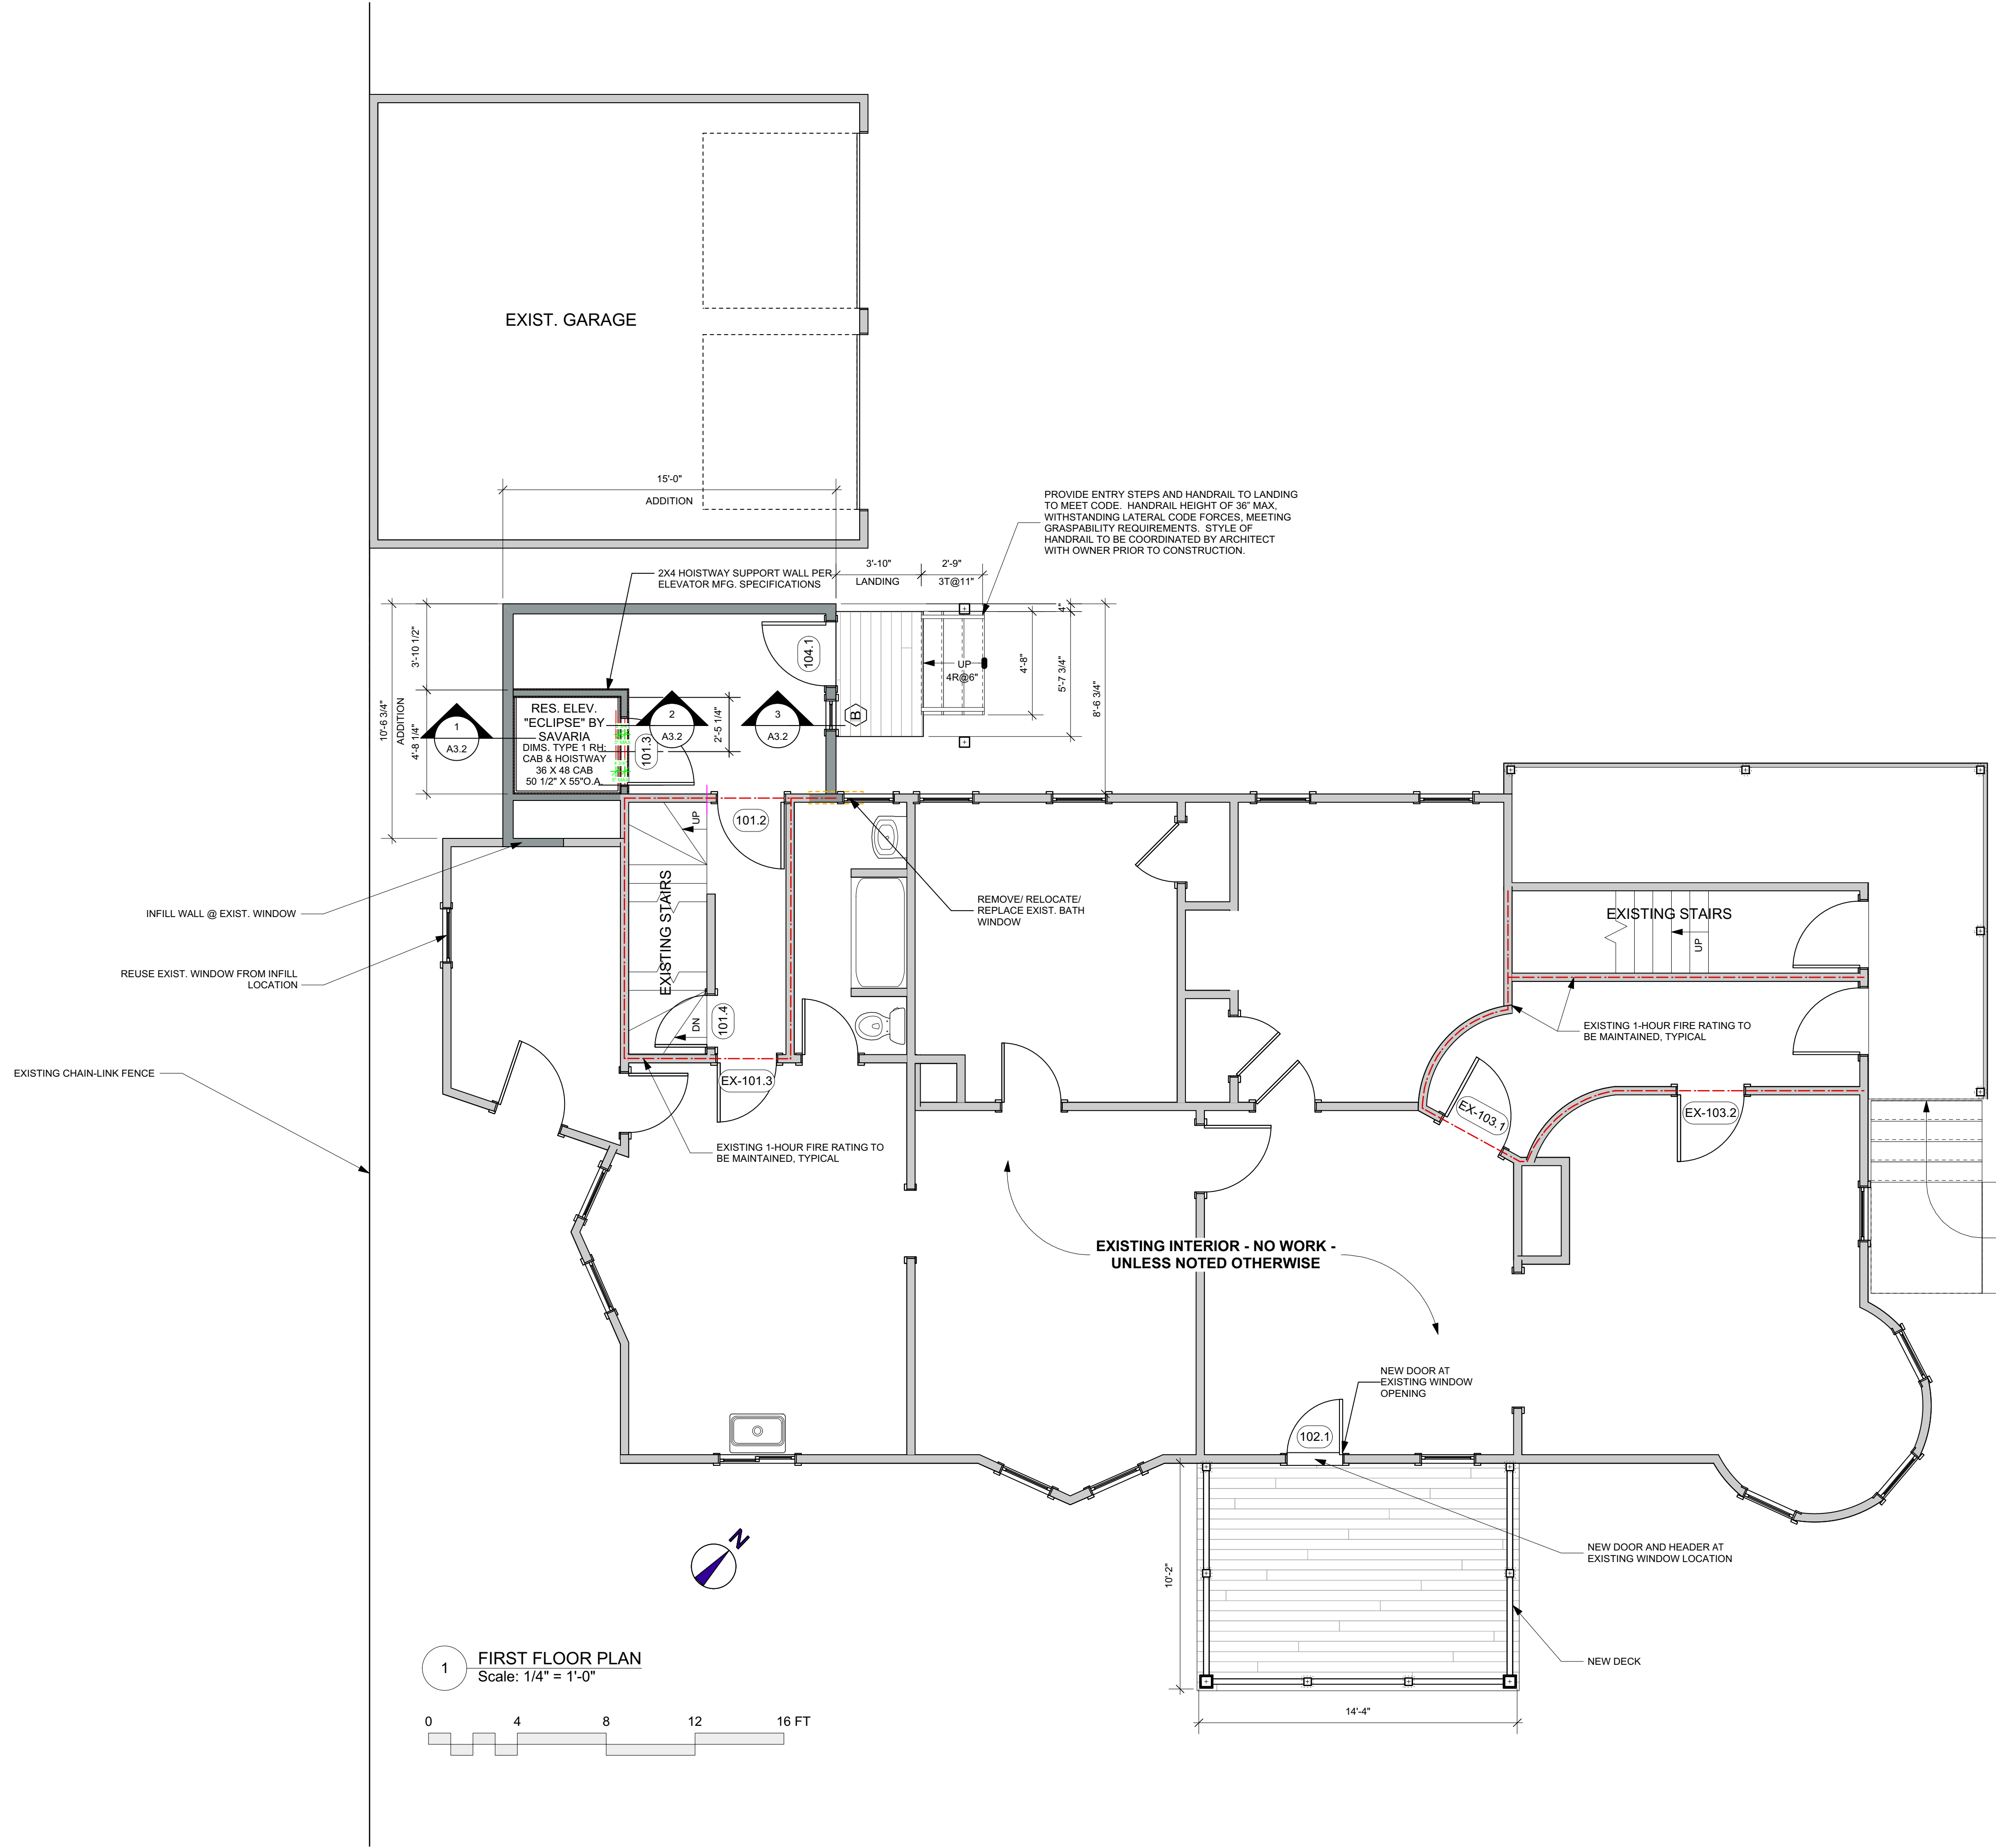 EXIST. GARAGE
15'-0"
ADDITION
PROVIDE ENTRY STEPS AND HANDRAIL TO LANDING
TO MEET CODE. HANDRAIL HEIGHT OF 36" MAX,
WITHSTANDING LATERAL CODE FORCES, MEETING
GRASPABILITY REQUIREMENTS. STYLE OF
HANDRAIL TO BE COORDINATED BY ARCHITECT
WITH OWNER PRIOR TO CONSTRUCTION.
2X4 HOISTWAY SUPPORT WALL PER
ELEVATOR MFG. SPECIFICATIONS
3'-10"
LANDING
2'-9"
3T@11"
4"
3'-10 1/2"
10'-6 3/4"
ADDITION
4'-8 1/4"
104.1
UP
4R@6"
4'-8"
5'-7 3/4"
8'-6 3/4"
RES. ELEV.
"ECLIPSE" BY
SAVARIA
DIMS. TYPE 1 RH:
CAB & HOISTWAY
36 X 48 CAB
50 1/2" X 55"O.A.
1
A3.2
2
A3.2
3
A3.2
101.3
2'-5 1/4"
B
UP
101.2
EXISTING STAIRS
DN
101.4
INFILL WALL @ EXIST. WINDOW
REUSE EXIST. WINDOW FROM INFILL
LOCATION
REMOVE/ RELOCATE/
REPLACE EXIST. BATH
WINDOW
EXISTING STAIRS
UP
EXISTING 1-HOUR FIRE RATING TO
BE MAINTAINED, TYPICAL
EXISTING CHAIN-LINK FENCE
EX-101.3
EX-103.1
EX-103.2
EXISTING 1-HOUR FIRE RATING TO
BE MAINTAINED, TYPICAL
EXISTING INTERIOR - NO WORK -
UNLESS NOTED OTHERWISE
NEW DOOR AT
EXISTING WINDOW
OPENING
102.1
N
10'-2"
NEW DOOR AND HEADER AT
EXISTING WINDOW LOCATION
NEW DECK
14'-4"
1
FIRST FLOOR PLAN
Scale: 1/4" = 1'-0"
0 4 8 12 16 FT